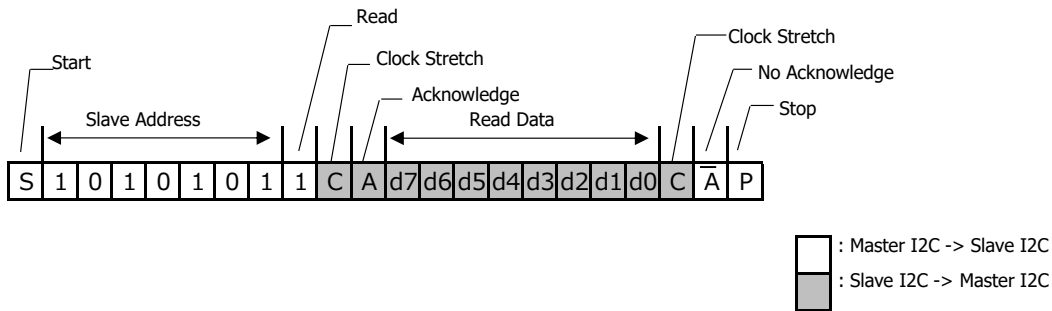 Read
Clock Stretch
Start
Clock Stretch
No Acknowledge
Acknowledge
Stop
Slave Address
Read Data
S 1 0 1 0 1 0 1 1 C A d7 d6 d5 d4 d3 d2 d1 d0 C A̅ P
: Master I2C -> Slave I2C
: Slave I2C -> Master I2C